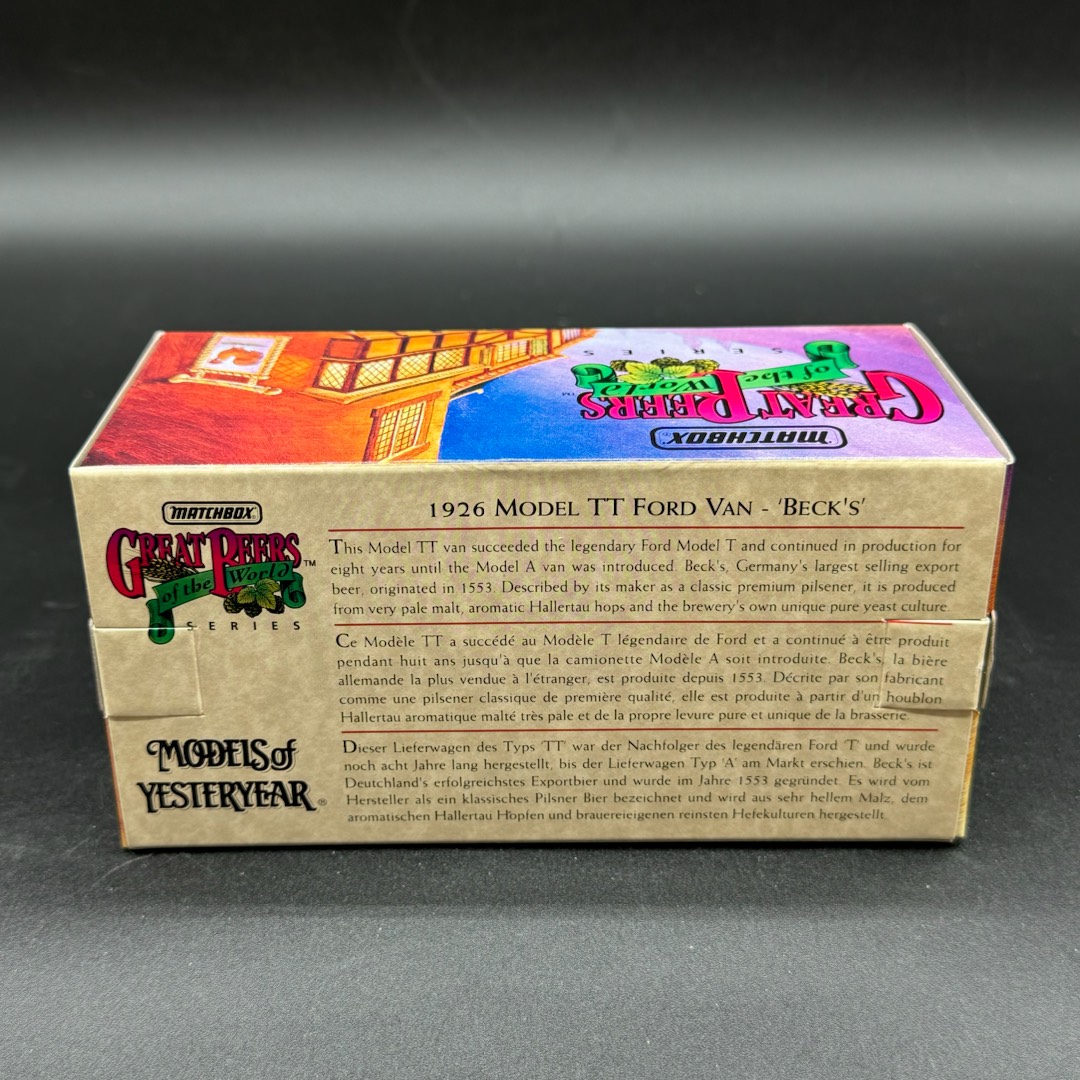 SERIES
of the World
GREAT BEERS™
MATCHBOX®
MATCHBOX®
GREAT BEERS™
of the World
SERIES
MODELS of
YESTERYEAR®
1926 MODEL TT FORD VAN - 'BECK'S'
This Model TT van succeeded the legendary Ford Model T and continued in production for
eight years until the Model A van was introduced. Beck's, Germany's largest selling export
beer, originated in 1553. Described by its maker as a classic premium pilsener, it is produced
from very pale malt, aromatic Hallertau hops and the brewery's own unique pure yeast culture.
Ce Modèle TT a succédé au Modèle T légendaire de Ford et a continué à être produit
pendant huit ans jusqu'à que la camionette Modèle A soit introduite. Beck's, la bière
allemande la plus vendue à l'étranger, est produite depuis 1553. Décrite par son fabricant
comme une pilsener classique de première qualité, elle est produite à partir d'un houblon
Hallertau aromatique malté très pale et de la propre levure pure et unique de la brasserie.
Dieser Lieferwagen des Typs 'TT' war der Nachfolger des legendären Ford 'T' und wurde
noch acht Jahre lang hergestellt, bis der Lieferwagen Typ 'A' am Markt erschien. Beck's ist
Deutchland's erfolgreichstes Exportbier und wurde im Jahre 1553 gegründet. Es wird vom
Hersteller als ein klassisches Pilsner Bier bezeichnet und wird aus sehr hellem Malz, dem
aromatischen Hallertau Hopfen und brauereieigenen reinsten Hefekulturen hergestellt.